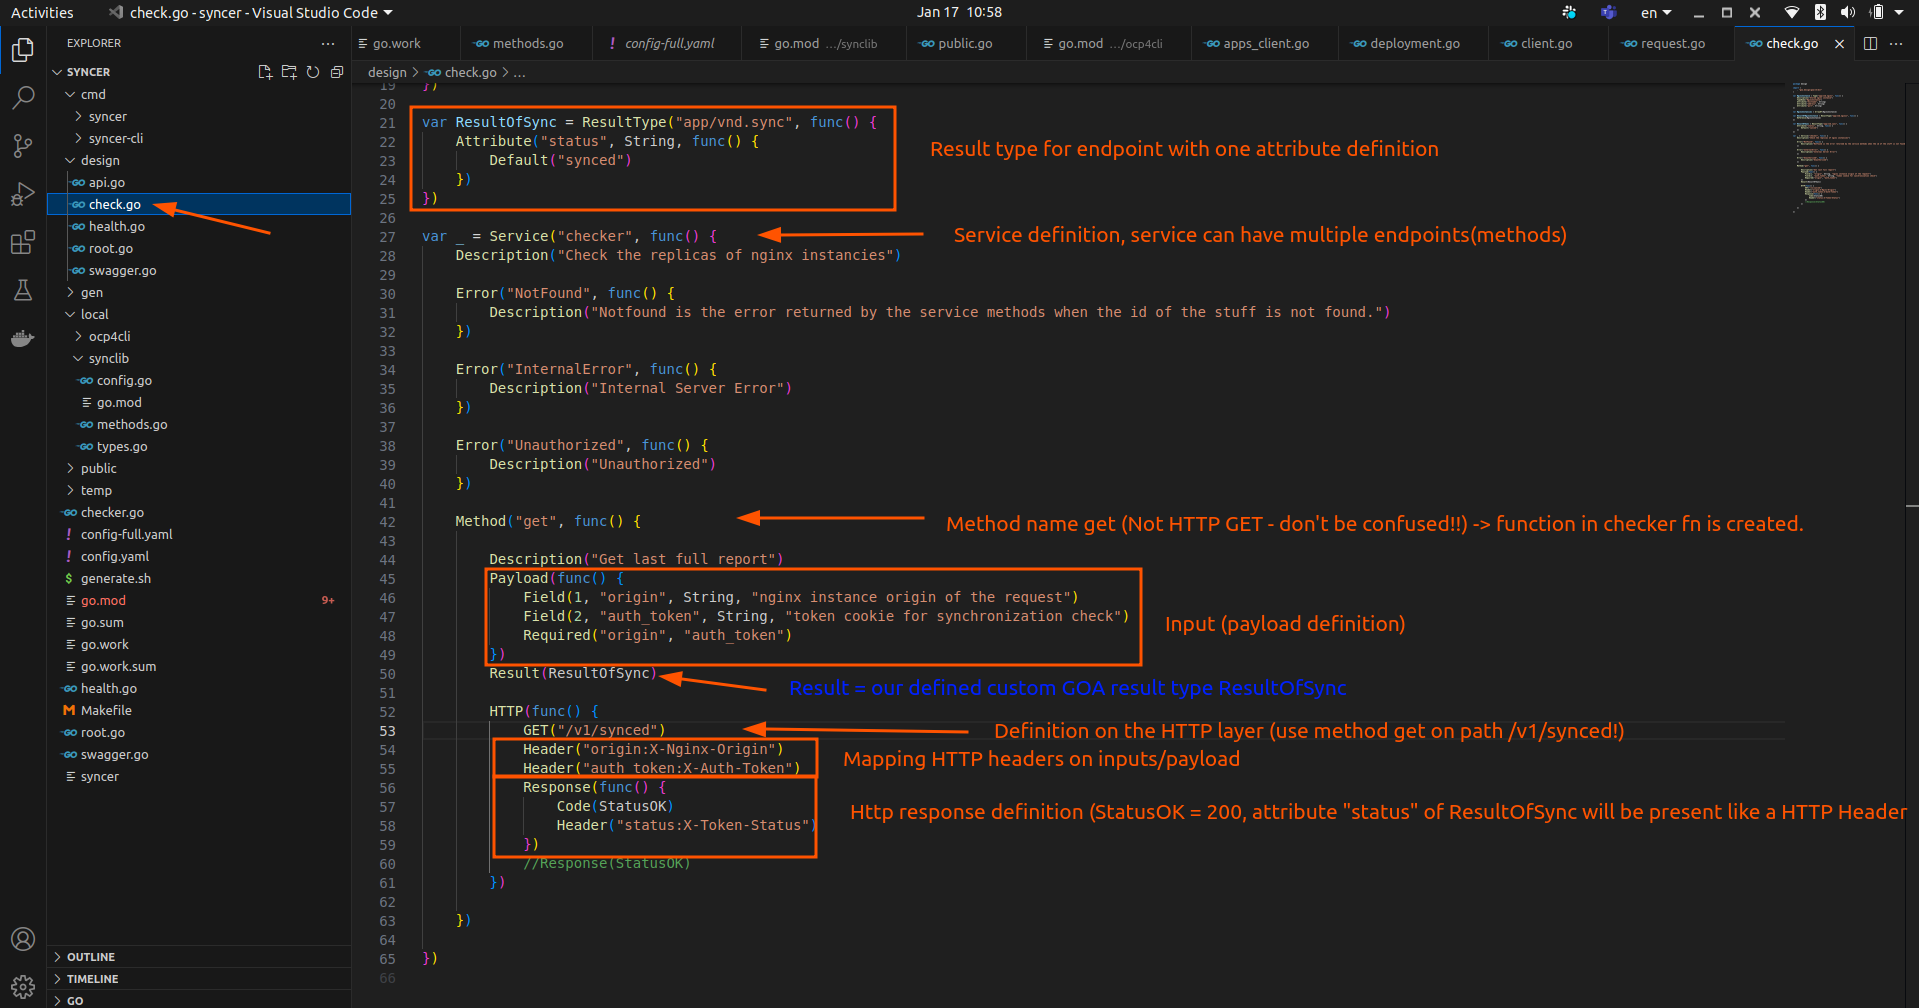 Activities
check.go - syncer - Visual Studio Code
Jan 17 10:58
en
EXPLORER
SYNCER
cmd
syncer
syncer-cli
design
api.go
check.go
health.go
root.go
swagger.go
gen
local
ocp4cli
synclib
config.go
go.mod
methods.go
types.go
public
temp
checker.go
config-full.yaml
config.yaml
generate.sh
go.mod 9+
go.sum
go.work
go.work.sum
health.go
Makefile
root.go
swagger.go
syncer
OUTLINE
TIMELINE
GO
go.work
methods.go
config-full.yaml
go.mod .../synclib
public.go
go.mod .../ocp4cli
apps_client.go
deployment.go
client.go
request.go
check.go
design > check.go > ...
19 })
20
21 var ResultOfSync = ResultType("app/vnd.sync", func() {
22 Attribute("status", String, func() {
23 Default("synced")
24 })
25 })
26
27 var _ = Service("checker", func() {
28 Description("Check the replicas of nginx instancies")
29
30 Error("NotFound", func() {
31 Description("Notfound is the error returned by the service methods when the id of the stuff is not found.")
32 })
33
34 Error("InternalError", func() {
35 Description("Internal Server Error")
36 })
37
38 Error("Unauthorized", func() {
39 Description("Unauthorized")
40 })
41
42 Method("get", func() {
43
44 Description("Get last full report")
45 Payload(func() {
46 Field(1, "origin", String, "nginx instance origin of the request")
47 Field(2, "auth_token", String, "token cookie for synchronization check")
48 Required("origin", "auth_token")
49 })
50 Result(ResultOfSync)
51
52 HTTP(func() {
53 GET("/v1/synced")
54 Header("origin:X-Nginx-Origin")
55 Header("auth_token:X-Auth-Token")
56 Response(func() {
57 Code(StatusOK)
58 Header("status:X-Token-Status")
59 })
60 //Response(StatusOK)
61 })
62
63 })
64
65 })
66
Result type for endpoint with one attribute definition
Service definition, service can have multiple endpoints(methods)
Method name get (Not HTTP GET - don't be confused!!) -> function in checker fn is created.
Input (payload definition)
Result = our defined custom GOA result type ResultOfSync
Definition on the HTTP layer (use method get on path /v1/synced!)
Mapping HTTP headers on inputs/payload
Http response definition (StatusOK = 200, attribute "status" of ResultOfSync will be present like a HTTP Header